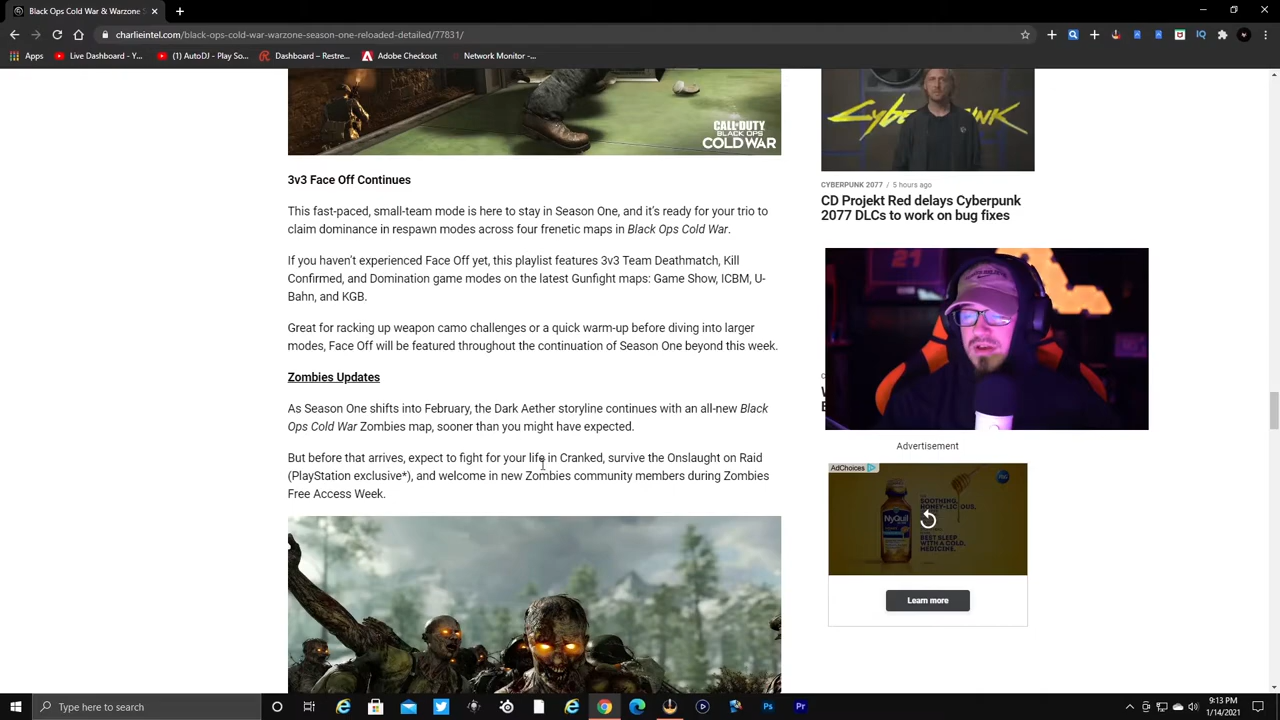 Black Ops C
charlieintel.com/black-ops-cold-war-warzone-season-one-reloaded-detailed/77831/
Apps Live Dashboard - Y... (1) AutoDJ - Play So... Dashboard – Restre... Adobe Checkout Network Monitor -...
CALL OF DUTY
BLACK OPS
COLD WAR
3v3 Face Off Continues
This fast-paced, small-team mode is here to stay in Season One, and it's ready for your trio to
claim dominance in respawn modes across four frenetic maps in Black Ops Cold War.
If you haven't experienced Face Off yet, this playlist features 3v3 Team Deathmatch, Kill
Confirmed, and Domination game modes on the latest Gunfight maps: Game Show, ICBM, U-
Bahn, and KGB.
Great for racking up weapon camo challenges or a quick warm-up before diving into larger
modes, Face Off will be featured throughout the continuation of Season One beyond this week.
Zombies Updates
As Season One shifts into February, the Dark Aether storyline continues with an all-new Black
Ops Cold War Zombies map, sooner than you might have expected.
But before that arrives, expect to fight for your life in Cranked, survive the Onslaught on Raid
(PlayStation exclusive*), and welcome in new Zombies community members during Zombies
Free Access Week.
CYBERPUNK 2077 / 5 hours ago
CD Projekt Red delays Cyberpunk
2077 DLCs to work on bug fixes
21
Advertisement
AdChoices
SOOTHING,
HONEY-LICIOUS,
BEST SLEEP
WITH A COLD,
MEDICINE.
NyQuil
Learn more
Type here to search
9:13 PM
1/14/2021